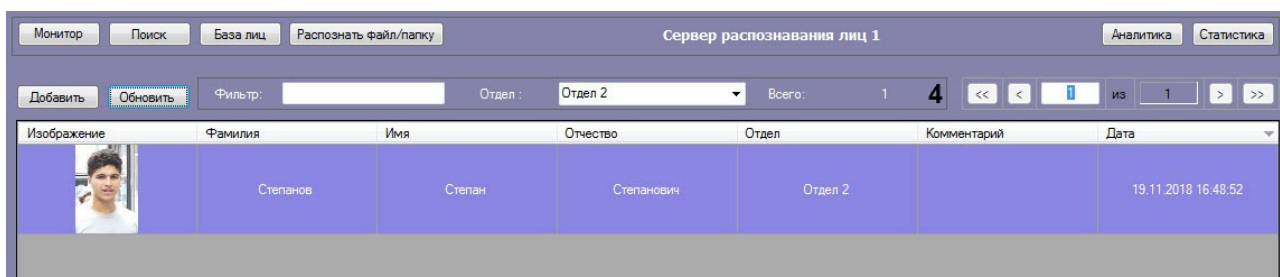 Монитор Поиск База лиц Распознать файл/папку Сервер распознавания лиц 1 Аналитика Статистика
Добавить Обновить Фильтр: Отдел : Отдел 2 Всего: 1 4 << < 1 из 1 > >>
Изображение Фамилия Имя Отчество Отдел Комментарий Дата
Степанов Степан Степанович Отдел 2 19.11.2018 16:48:52